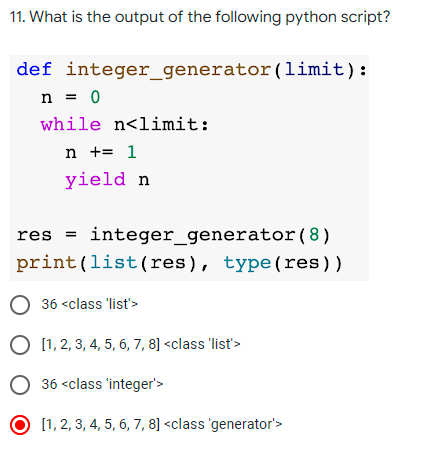 11. What is the output of the following python script?
def integer_generator(limit):
  n = 0
  while n<limit:
    n += 1
    yield n
res = integer_generator(8)
print(list(res), type(res))
36 <class 'list'>
[1, 2, 3, 4, 5, 6, 7, 8] <class 'list'>
36 <class 'integer'>
[1, 2, 3, 4, 5, 6, 7, 8] <class 'generator'>